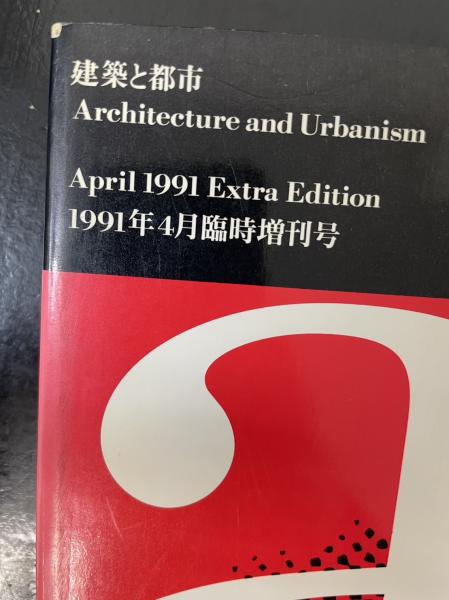 建築と都市
Architecture and Urbanism
April 1991 Extra Edition
1991年4月臨時増刊号